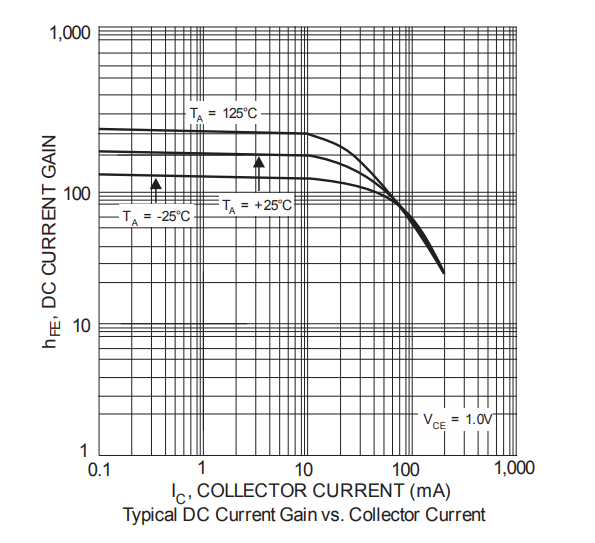 1,000
T_A = 125°C
100
T_A = -25°C
T_A = +25°C
h_FE, DC CURRENT GAIN
10
V_CE = 1.0V
1
0.1 1 10 100 1,000
I_C, COLLECTOR CURRENT (mA)
Typical DC Current Gain vs. Collector Current